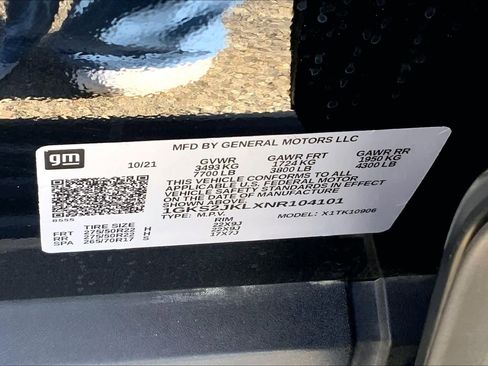 MFD BY GENERAL MOTORS LLC
gm 10/21 GVWR GAWR FRT GAWR RR
3493 KG 1724 KG 1950 KG
7700 LB 3800 LB 4300 LB
THIS VEHICLE CONFORMS TO ALL
APPLICABLE U.S. FEDERAL MOTOR
VEHICLE SAFETY STANDARDS IN EFFECT
ON THE DATE OF MANUFACTURE
SHOWN ABOVE.
1GKS2JKLXNR104101
8555 TYPE: M.P.V. MODEL: X1TK10906
TIRE SIZE RIM
FRT 275/50R22 H 22X9J
RR 275/50R22 H 22X9J
SPA 265/70R17 S 17X7J